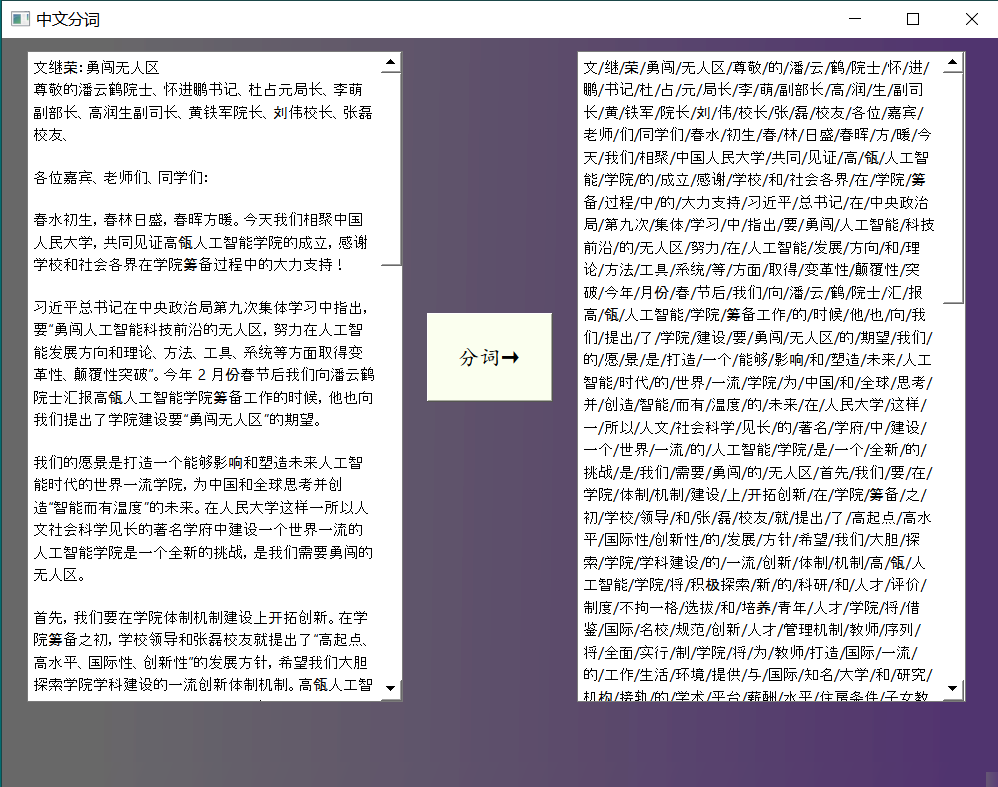 中文分词
文继荣：勇闯无人区
尊敬的潘云鹤院士、怀进鹏书记、杜占元局长、李萌
副部长、高润生副司长、黄铁军院长、刘伟校长、张磊
校友、
各位嘉宾、老师们、同学们：
春水初生，春林日盛，春晖方暖。今天我们相聚中国
人民大学，共同见证高瓴人工智能学院的成立，感谢
学校和社会各界在学院筹备过程中的大力支持！
习近平总书记在中央政治局第九次集体学习中指出，
要“勇闯人工智能科技前沿的无人区，努力在人工智
能发展方向和理论、方法、工具、系统等方面取得变
革性、颠覆性突破”。今年 2 月份春节后我们向潘云鹤
院士汇报高瓴人工智能学院筹备工作的时候，他也向
我们提出了学院建设要“勇闯无人区”的期望。
我们的愿景是打造一个能够影响和塑造未来人工智
能时代的世界一流学院，为中国和全球思考并创
造“智能而有温度”的未来。在人民大学这样一所以人
文社会科学见长的著名学府中建设一个世界一流的
人工智能学院是一个全新的挑战，是我们需要勇闯的
无人区。
首先，我们要在学院体制机制建设上开拓创新。在学
院筹备之初，学校领导和张磊校友就提出了“高起点、
高水平、国际性、创新性”的发展方针，希望我们大胆
探索学院学科建设的一流创新体制机制。高瓴人工智
分词→
文/继/荣/勇闯/无人区/尊敬/的/潘/云/鹤/院士/怀/进/
鹏/书记/杜/占/元/局长/李/萌/副部长/高/润/生/副司
长/黄/铁军/院长/刘/伟/校长/张/磊/校友/各位/嘉宾/
老师/们/同学们/春水/初生/春/林/日盛/春晖/方/暖/今
天/我们/相聚/中国人民大学/共同/见证/高/瓴/人工智
能/学院/的/成立/感谢/学校/和/社会各界/在/学院/筹
备/过程/中/的/大力支持/习近平/总书记/在/中央政治
局/第九次/集体/学习/中/指出/要/勇闯/人工智能/科技
前沿/的/无人区/努力/在/人工智能/发展/方向/和/理
论/方法/工具/系统/等/方面/取得/变革性/颠覆性/突
破/今年/月份/春/节后/我们/向/潘/云/鹤/院士/汇/报
高/瓴/人工智能/学院/筹备工作/的/时候/他/也/向/我
们/提出/了/学院/建设/要/勇闯/无人区/的/期望/我们/
的/愿/景/是/打造/一个/能够/影响/和/塑造/未来/人工
智能/时代/的/世界/一流/学院/为/中国/和/全球/思考/
并/创造/智能/而有/温度/的/未来/在/人民大学/这样/
一/所以/人文/社会科学/见长/的/著名/学府/中/建设/
一个/世界/一流/的/人工智能/学院/是/一个/全新/的/
挑战/是/我们/需要/勇闯/的/无人区/首先/我们/要/在/
学院/体制/机制/建设/上/开拓创新/在/学院/筹备/之/
初/学校/领导/和/张/磊/校友/就/提出/了/高起点/高水
平/国际性/创新性/的/发展/方针/希望/我们/大胆/探
索/学院/学科建设/的/一流/创新/体制/机制/高/瓴/人
工智能/学院/将/积极探索/新/的/科研/和/人才/评价/
制度/不拘一格/选拔/和/培养/青年/人才/学院/将/借
鉴/国际/名校/规范/创新/人才/管理机制/教师/序列/
将/全面/实行/制/学院/将/为/教师/打造/国际/一流/
的/工作/生活/环境/提供/与/国际/知名/大学/和/研究/
机构/接轨/的/学术/平台/薪酬/水平/住房条件/子女教